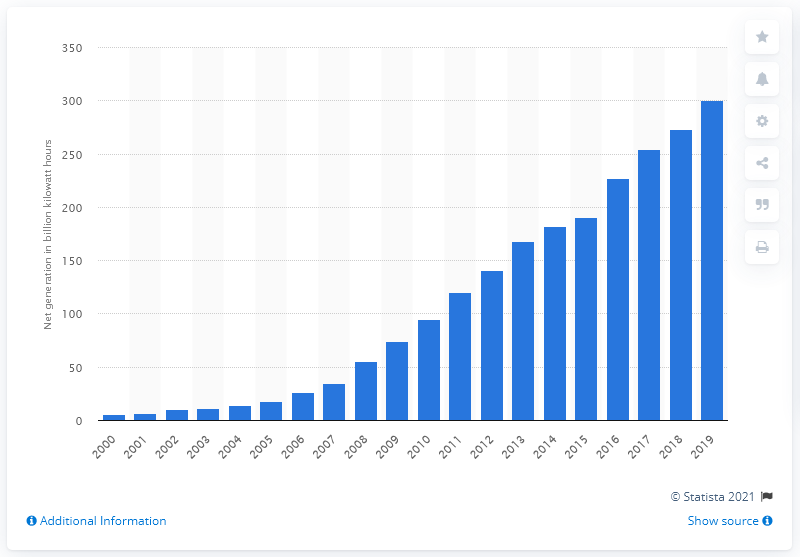 350
300
250
200
150
100
50
0
Net generation in billion kilowatt hours
2000 2001 2002 2003 2004 2005 2006 2007 2008 2009 2010 2011 2012 2013 2014 2015 2016 2017 2018 2019
© Statista 2021
Additional Information
Show source